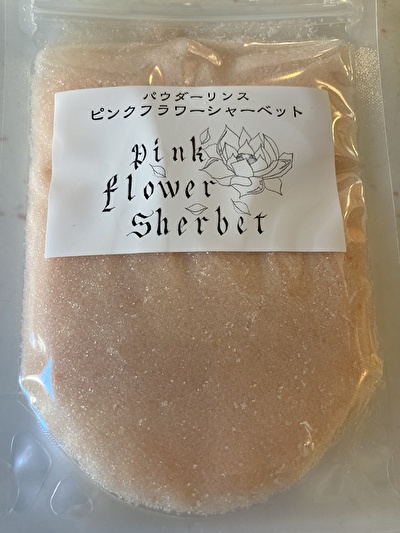 パウダーリンス
ピンクフラワーシャーベット
pink
flower
Sherbet